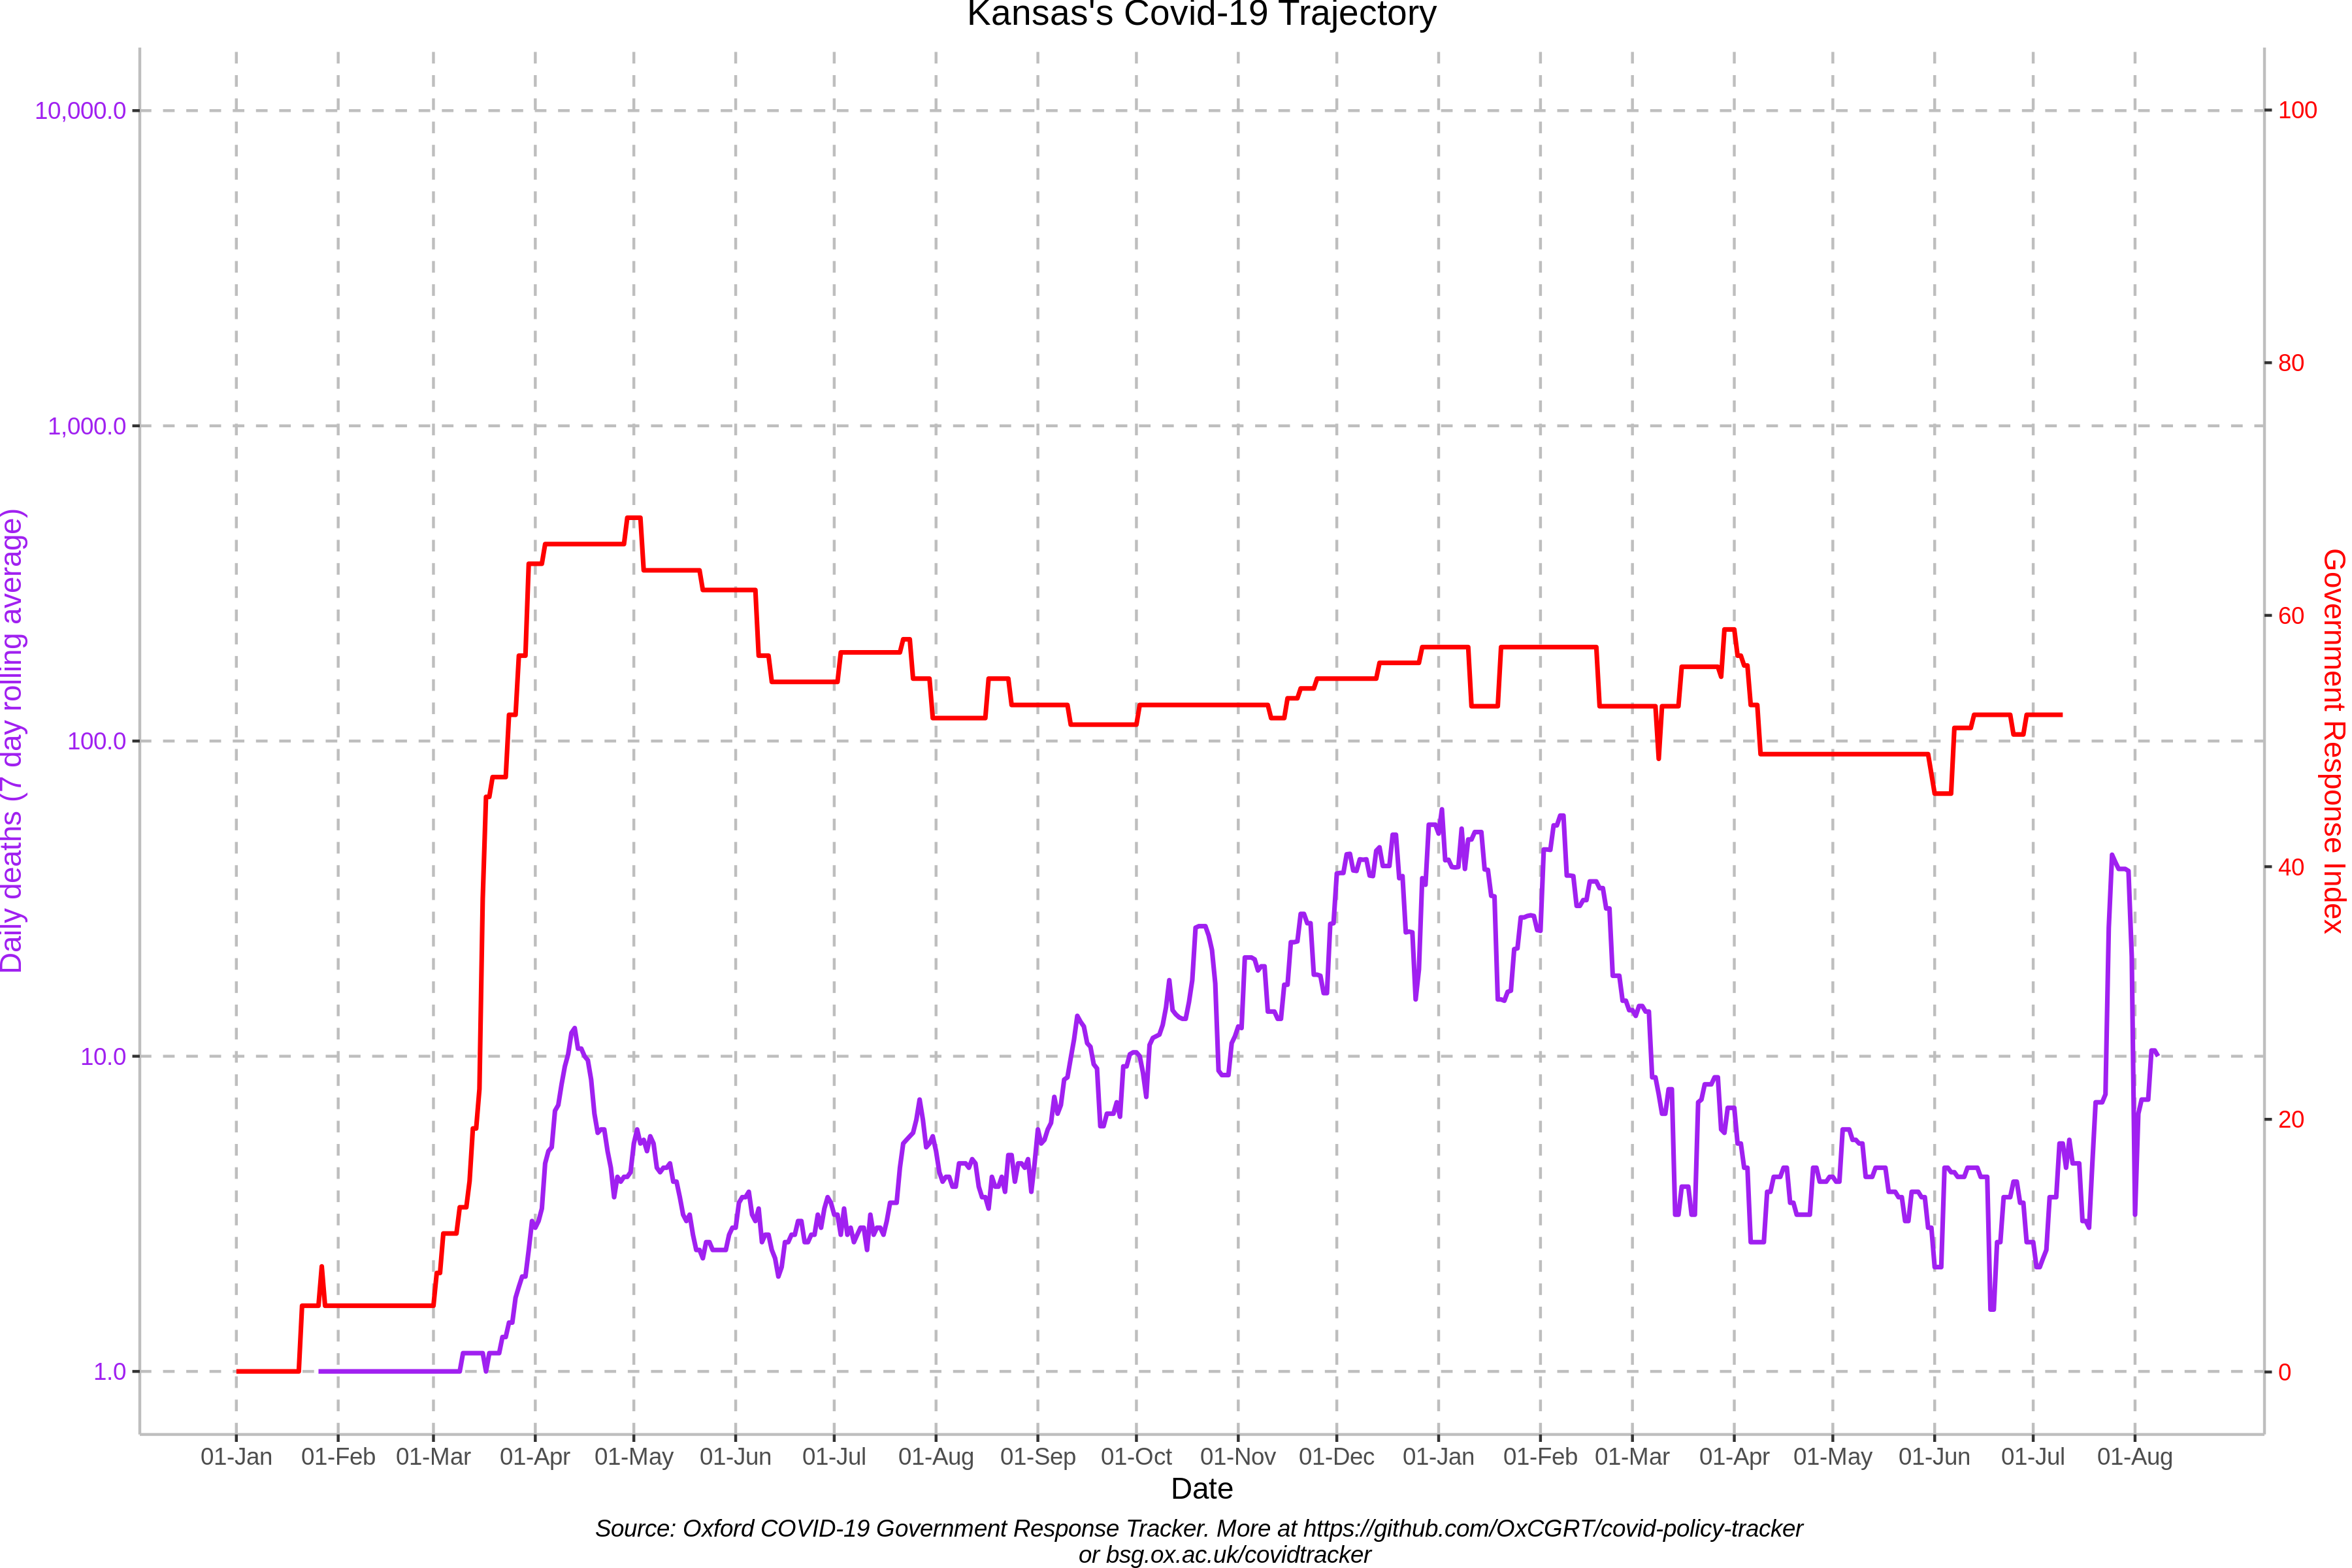 Kansas's Covid-19 Trajectory
10,000.0
1,000.0
100.0
10.0
1.0
Daily deaths (7 day rolling average)
100
80
60
40
20
0
Government Response Index
01-Jan 01-Feb 01-Mar 01-Apr 01-May 01-Jun 01-Jul 01-Aug 01-Sep 01-Oct 01-Nov 01-Dec 01-Jan 01-Feb 01-Mar 01-Apr 01-May 01-Jun 01-Jul 01-Aug
Date
Source: Oxford COVID-19 Government Response Tracker. More at https://github.com/OxCGRT/covid-policy-tracker
or bsg.ox.ac.uk/covidtracker